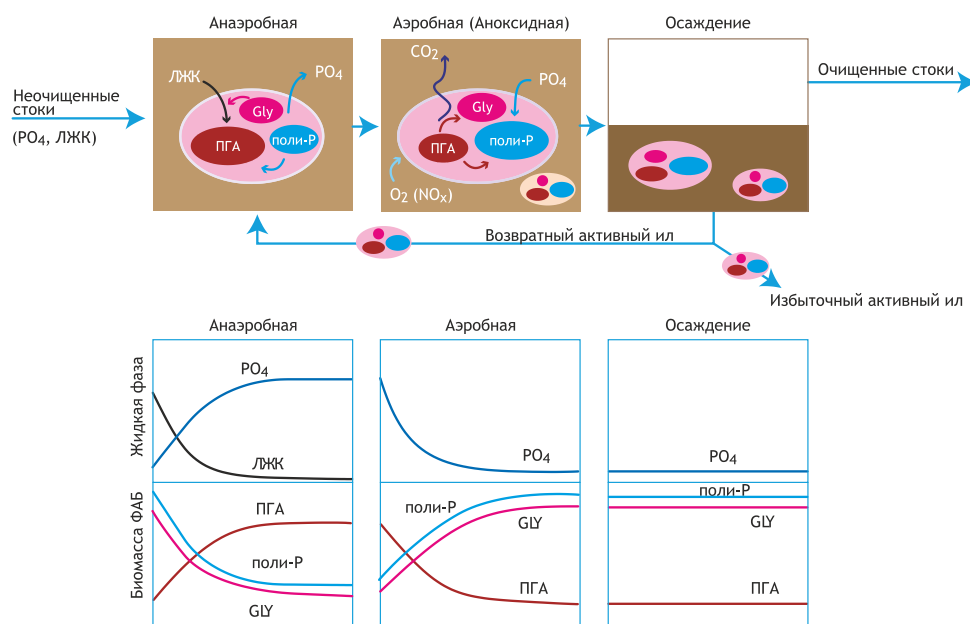 Анаэробная
Аэробная (Аноксидная)
Осаждение
Неочищенные
стоки
(PO4, ЛЖК)
ЛЖК
PO4
Gly
ПГА
поли-P
CO2
PO4
Gly
ПГА
поли-P
O2 (NOx)
Очищенные стоки
Возвратный активный ил
Избыточный активный ил
Анаэробная
Аэробная
Осаждение
Жидкая фаза
PO4
ЛЖК
PO4
PO4
Биомасса ФАБ
ПГА
поли-P
GLY
поли-P
GLY
ПГА
поли-P
GLY
ПГА